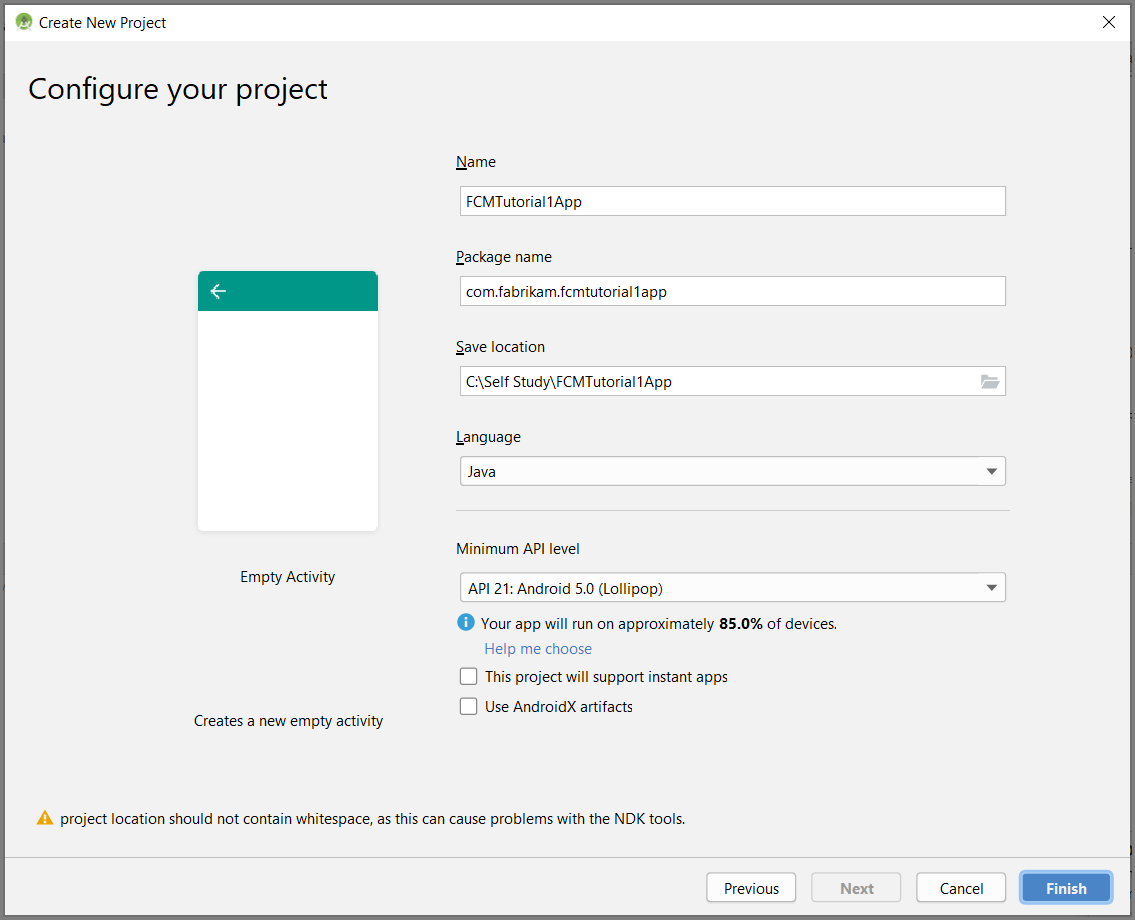 Create New Project
Configure your project
Name
FCMTutorial1App
Package name
com.fabrikam.fcmtutorial1app
Save location
C:\Self Study\FCMTutorial1App
Language
Java
Empty Activity
Creates a new empty activity
Minimum API level
API 21: Android 5.0 (Lollipop)
Your app will run on approximately 85.0% of devices.
Help me choose
This project will support instant apps
Use AndroidX artifacts
project location should not contain whitespace, as this can cause problems with the NDK tools.
Previous
Next
Cancel
Finish